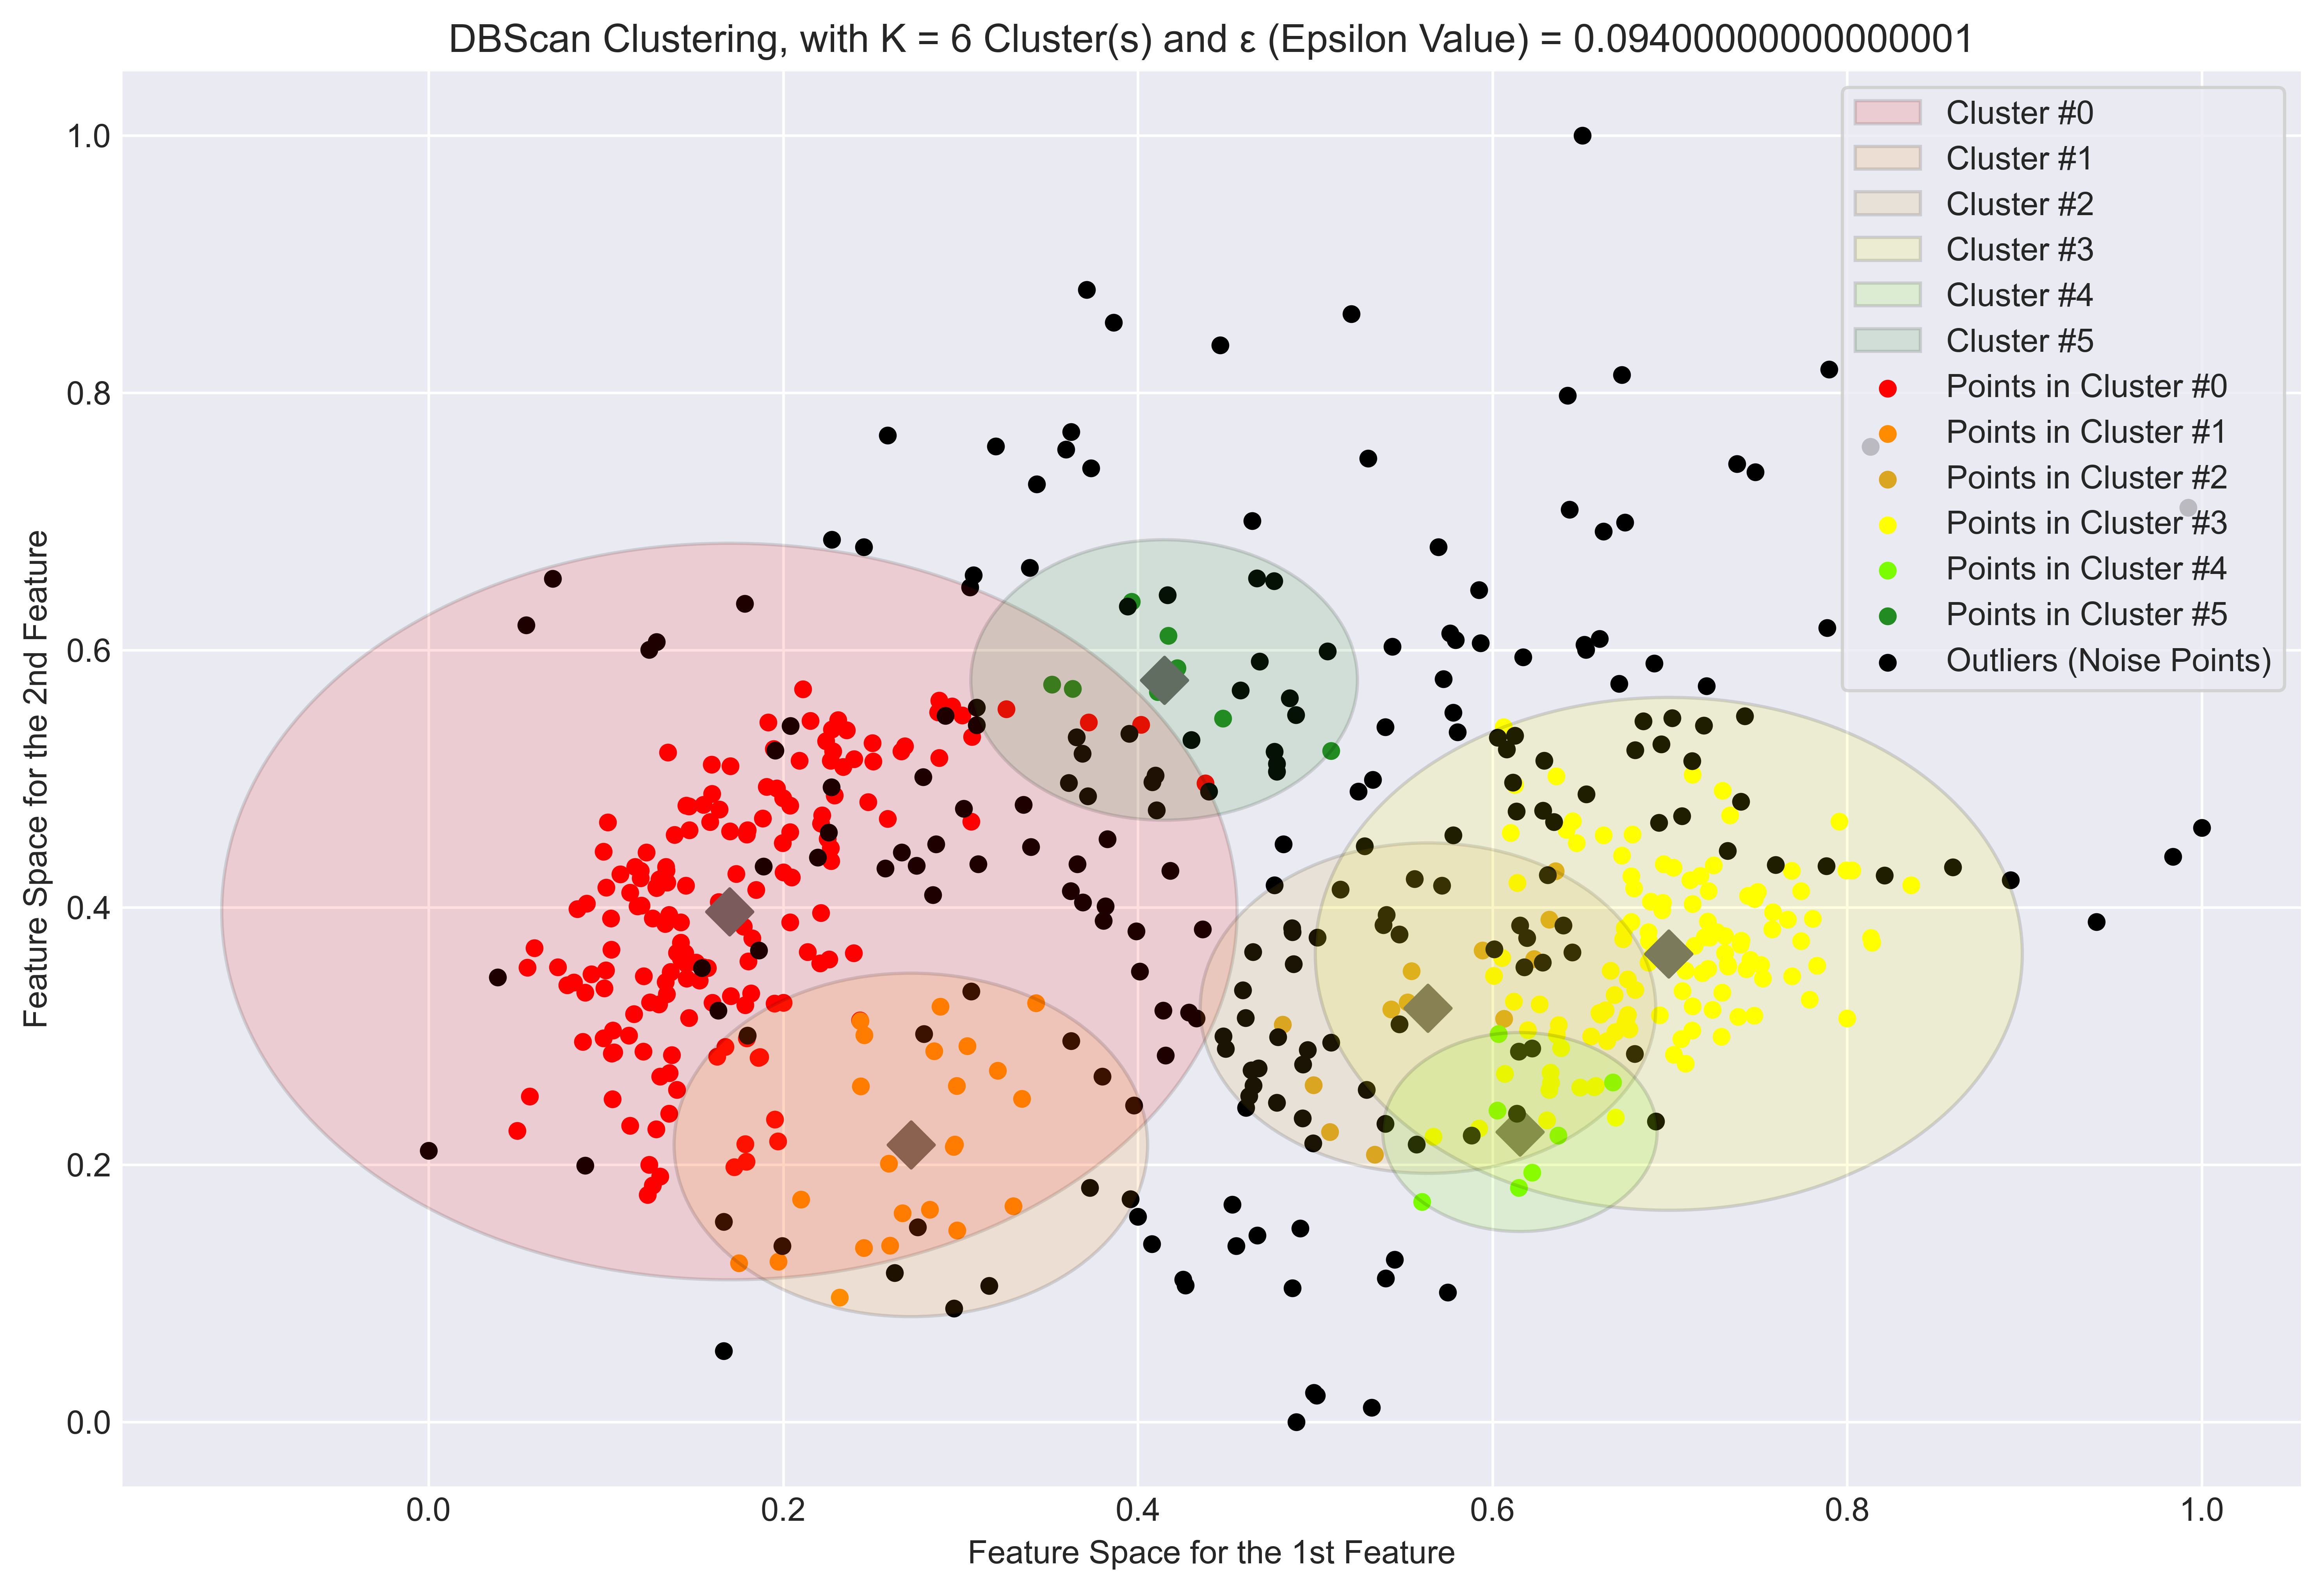 DBScan Clustering, with K = 6 Cluster(s) and ε (Epsilon Value) = 0.09400000000000001
Cluster #0
Cluster #1
Cluster #2
Cluster #3
Cluster #4
Cluster #5
Points in Cluster #0
Points in Cluster #1
Points in Cluster #2
Points in Cluster #3
Points in Cluster #4
Points in Cluster #5
Outliers (Noise Points)
Feature Space for the 2nd Feature
1.0
0.8
0.6
0.4
0.2
0.0
0.0 0.2 0.4 0.6 0.8 1.0
Feature Space for the 1st Feature